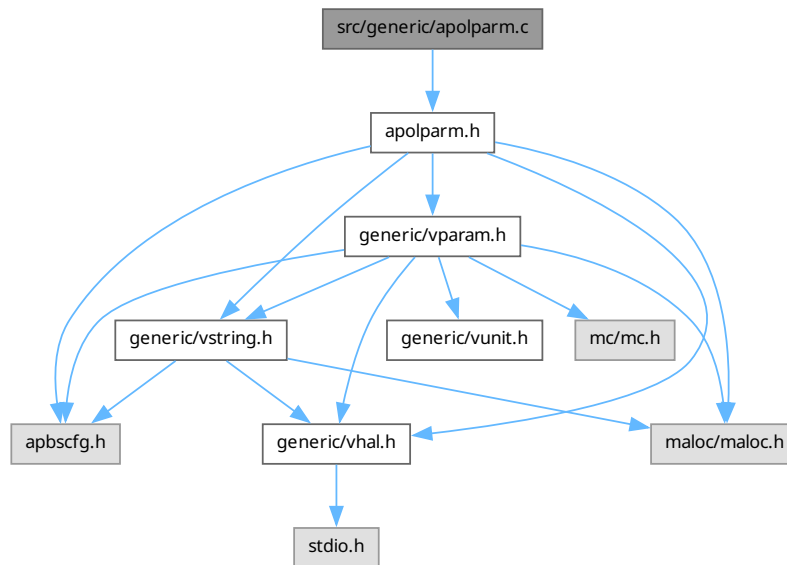 src/generic/apolparm.c
apolparm.h
generic/vparam.h
generic/vstring.h
generic/vunit.h
mc/mc.h
apbscfg.h
generic/vhal.h
maloc/maloc.h
stdio.h